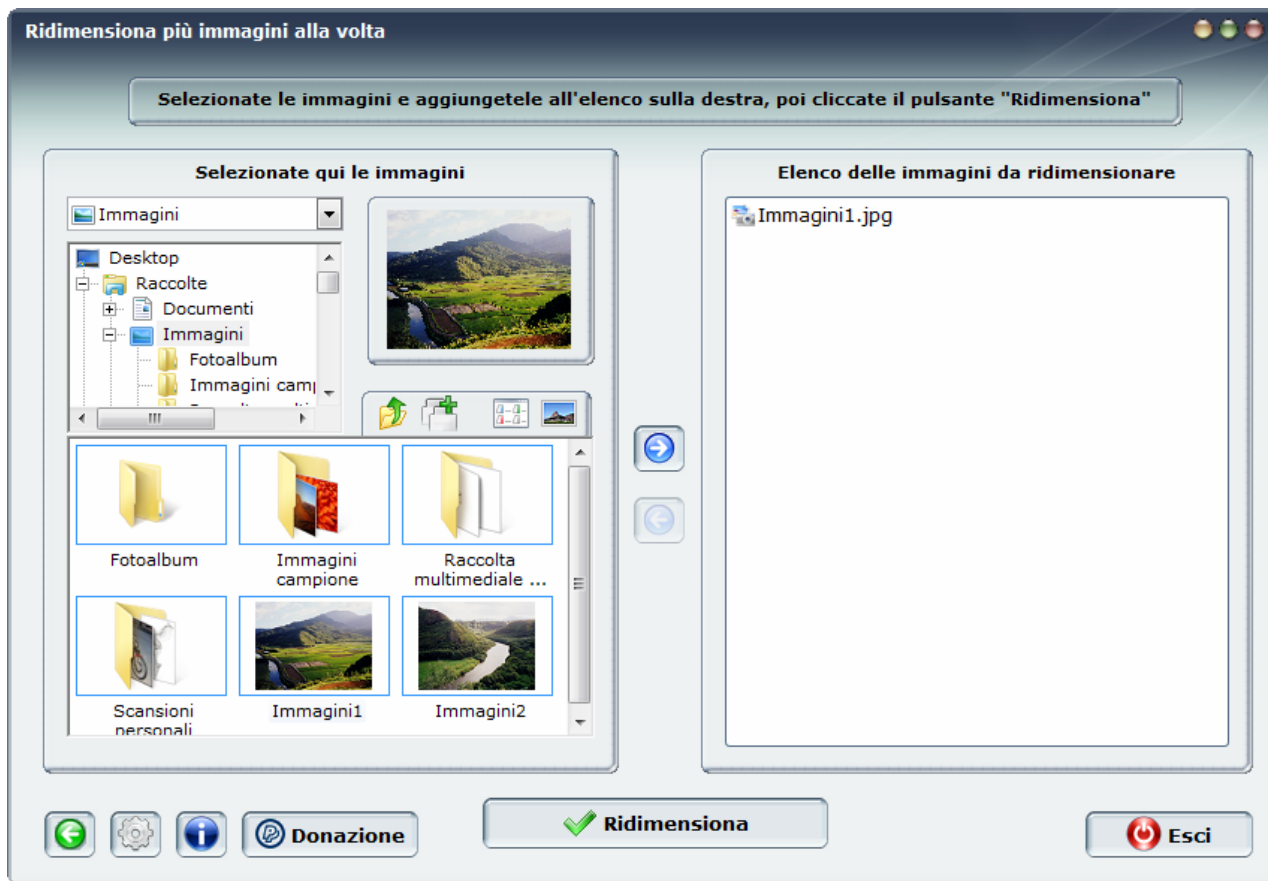 Ridimensiona più immagini alla volta
Selezionate le immagini e aggiungetele all'elenco sulla destra, poi cliccate il pulsante "Ridimensiona"
Selezionate qui le immagini
Immagini
Desktop
Raccolte
Documenti
Immagini
Fotoalbum
Immagini
Fotoalbum
Immagini
campione
Raccolta
multimediale ...
Scansioni
personali
Immagini1
Immagini2
Elenco delle immagini da ridimensionare
Immagini1.jpg
Donazione
Ridimensiona
Esci